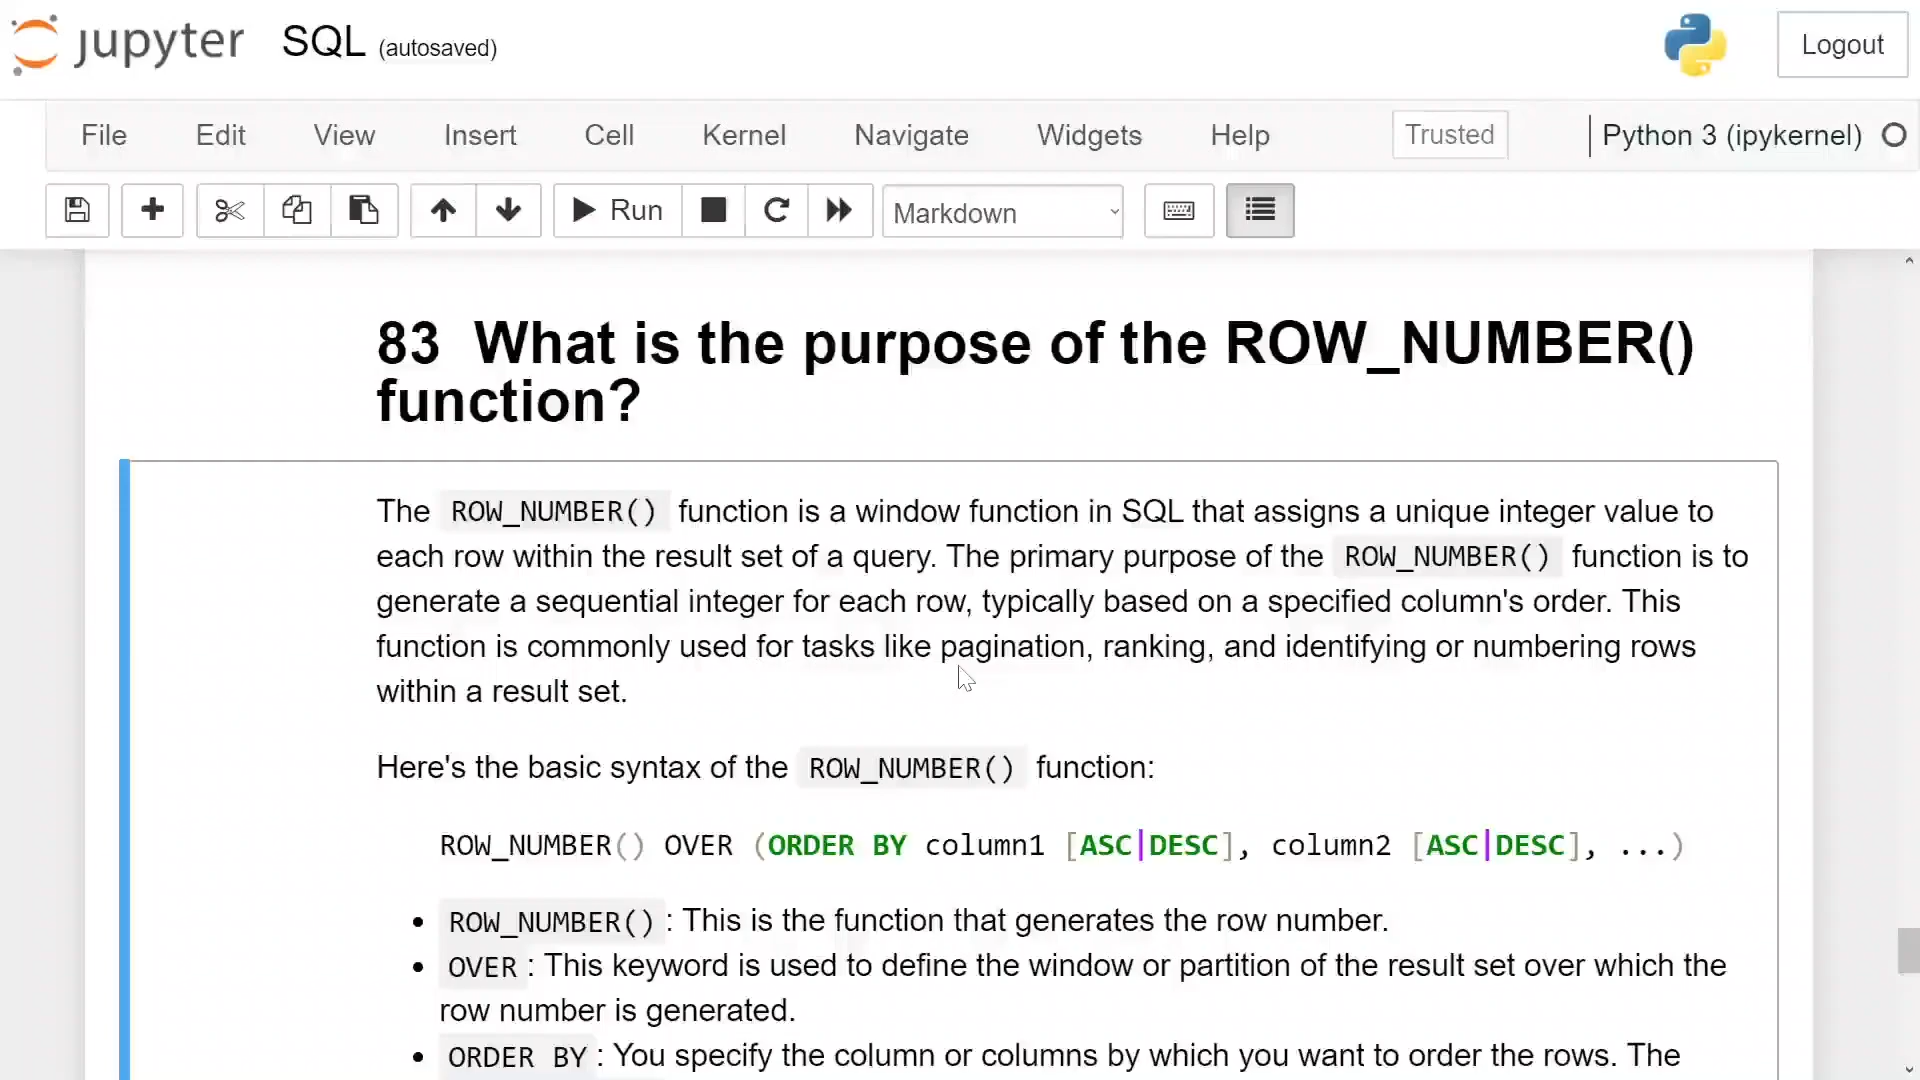 jupyter SQL (autosaved) Logout
File Edit View Insert Cell Kernel Navigate Widgets Help Trusted Python 3 (ipykernel)
Run Markdown
83 What is the purpose of the ROW_NUMBER()
function?
The ROW_NUMBER() function is a window function in SQL that assigns a unique integer value to
each row within the result set of a query. The primary purpose of the ROW_NUMBER() function is to
generate a sequential integer for each row, typically based on a specified column's order. This
function is commonly used for tasks like pagination, ranking, and identifying or numbering rows
within a result set.
Here's the basic syntax of the ROW_NUMBER() function:
ROW_NUMBER() OVER (ORDER BY column1 [ASC|DESC], column2 [ASC|DESC], ...)
• ROW_NUMBER() : This is the function that generates the row number.
• OVER : This keyword is used to define the window or partition of the result set over which the
row number is generated.
• ORDER BY : You specify the column or columns by which you want to order the rows. The